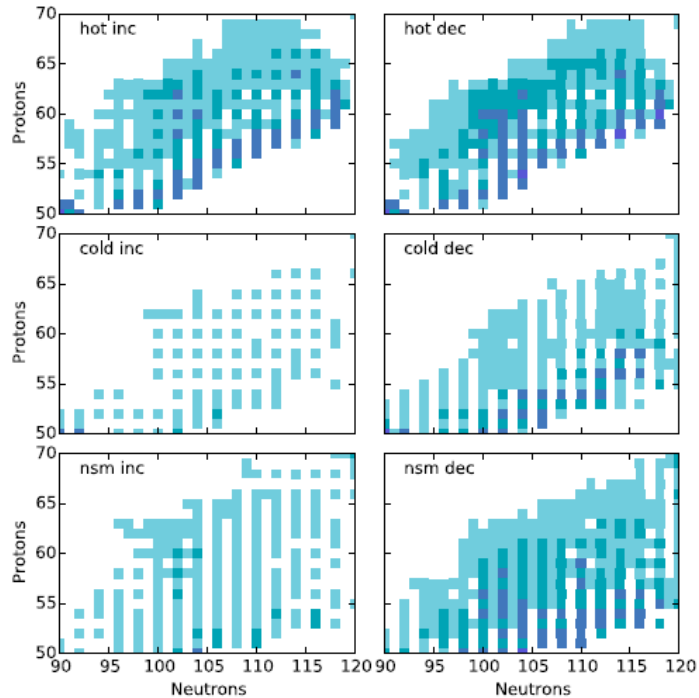 70
65
60
55
50
Protons
hot inc
hot dec
70
65
60
55
50
Protons
cold inc
cold dec
70
65
60
55
50
Protons
nsm inc
nsm dec
90 95 100 105 110 115 120 90 95 100 105 110 115 120
Neutrons Neutrons